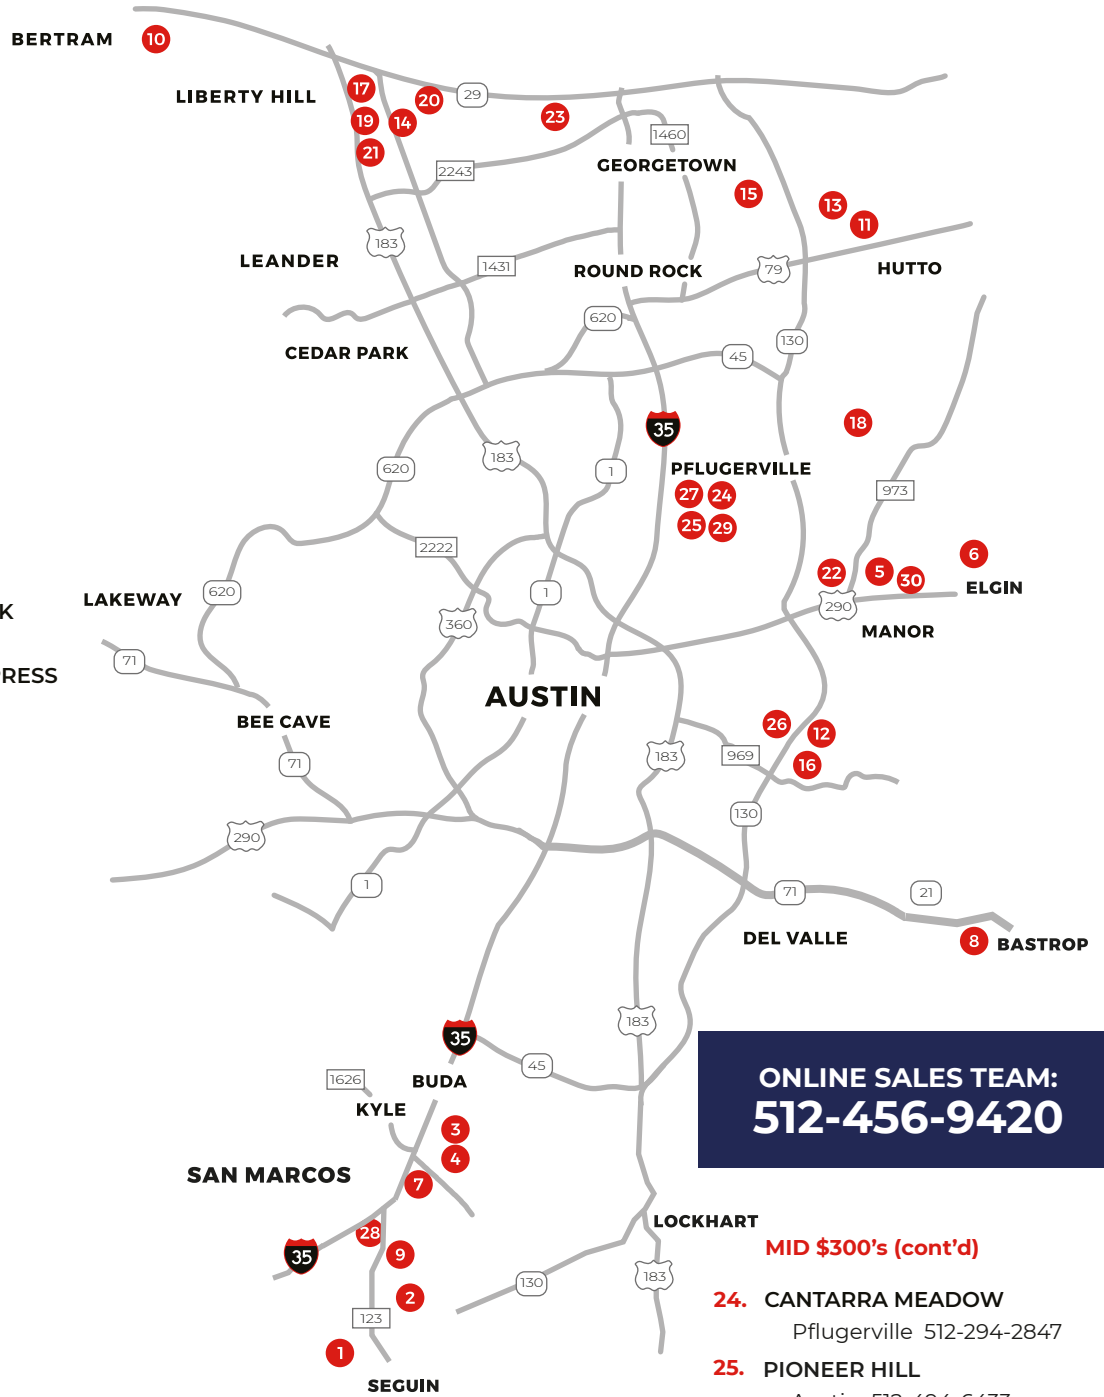 BERTRAM
10
LIBERTY HILL
17
20
29
19
14
23
21
1460
2243
GEORGETOWN
15
13
11
183
LEANDER
1431
ROUND ROCK
79
HUTTO
620
CEDAR PARK
45
130
18
35
183
620
1
PFLUGERVILLE
27
24
973
25
29
2222
6
22
5
30
ELGIN
LAKEWAY
620
1
290
K
360
MANOR
71
RESS
AUSTIN
BEE CAVE
26
12
183
969
16
71
130
290
1
71
21
DEL VALLE
8
BASTROP
183
35
45
ONLINE SALES TEAM:
512-456-9420
1626
BUDA
KYLE
3
4
SAN MARCOS
7
LOCKHART
28
35
9
MID $300's (cont'd)
183
130
2
24. CANTARRA MEADOW
123
Pflugerville 512-294-2847
1
25. PIONEER HILL
SEGUIN